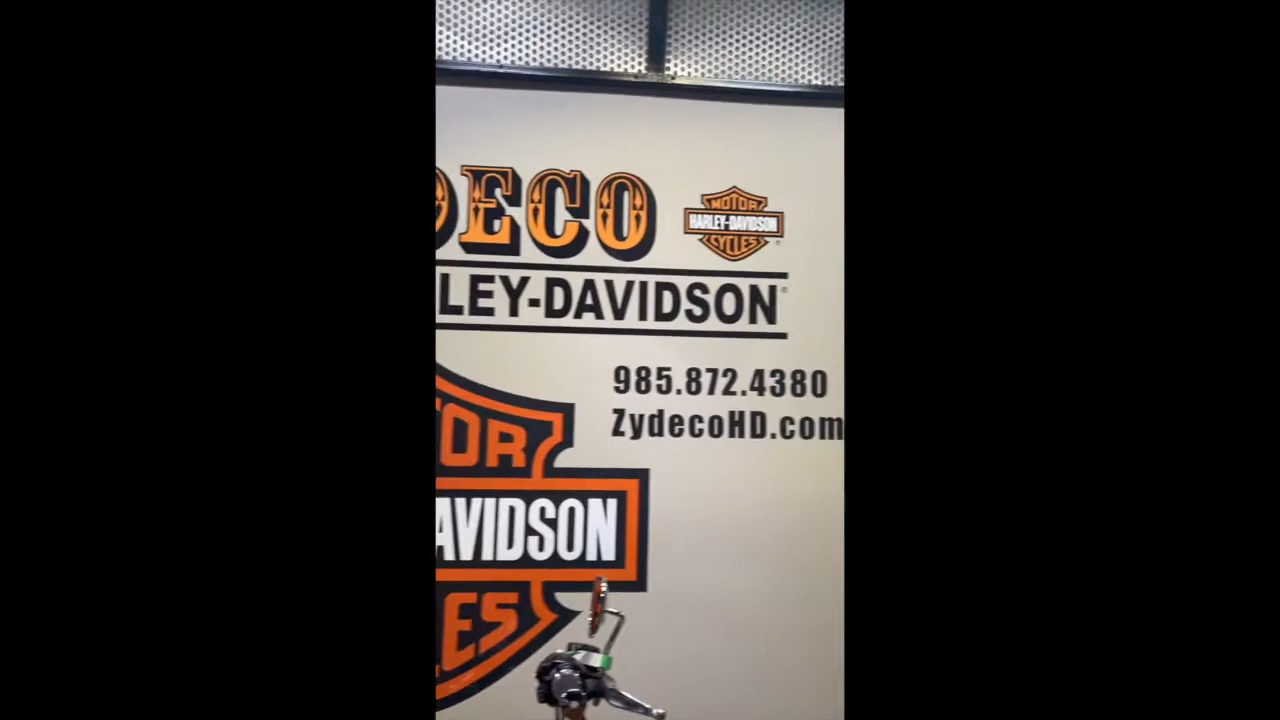 DECO
MOTOR
HARLEY-DAVIDSON
CYCLES
LEY-DAVIDSON
985.872.4380
ZydecoHD.com
TOR
AVIDSON
LES